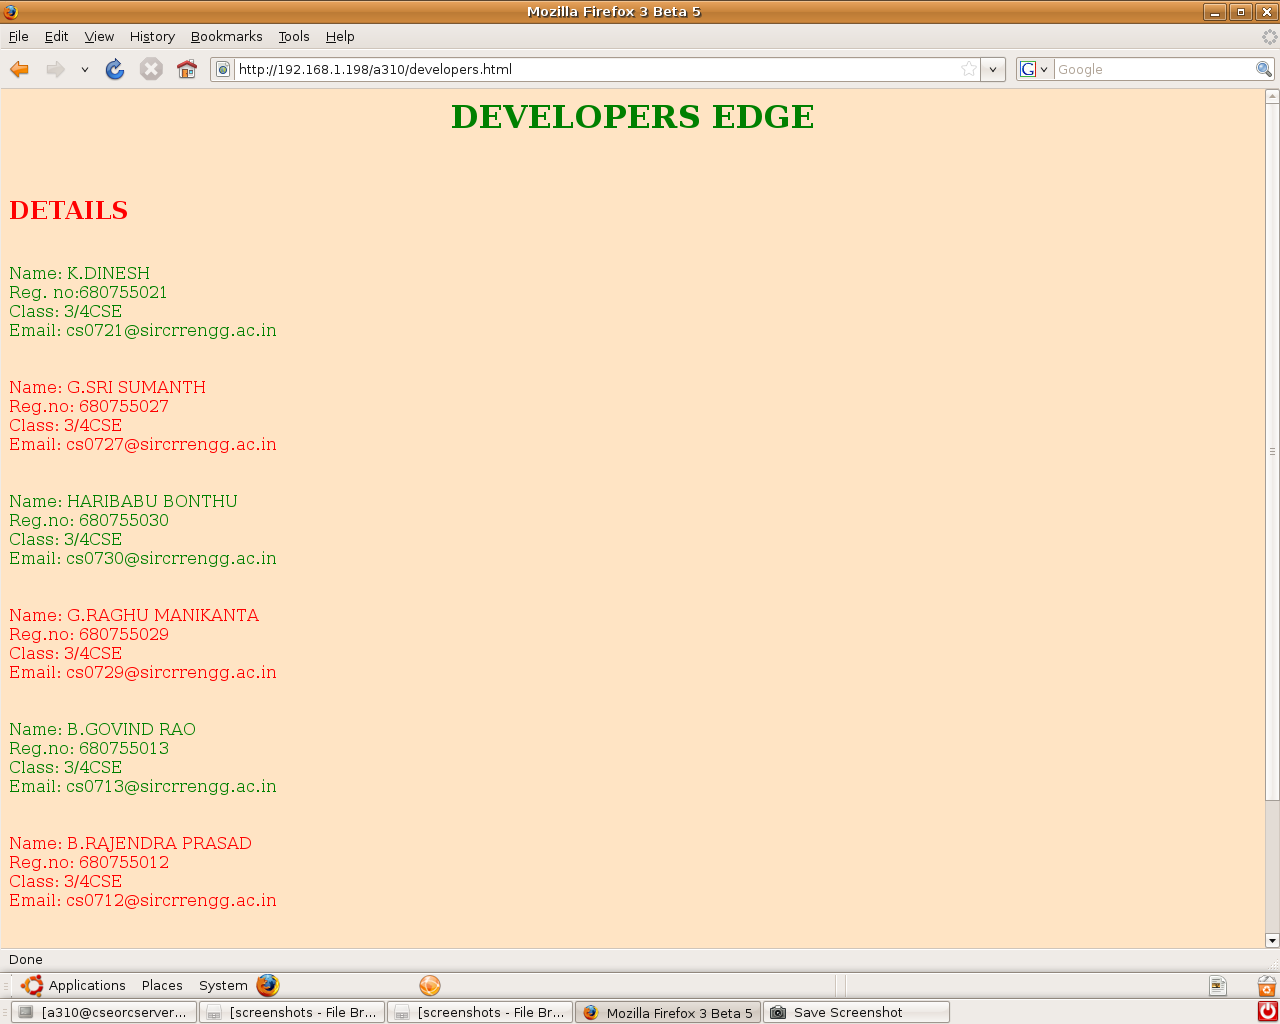 Mozilla Firefox 3 Beta 5
File Edit View History Bookmarks Tools Help
http://192.168.1.198/a310/developers.html
G Google
DEVELOPERS EDGE
DETAILS
Name: K.DINESH
Reg. no:680755021
Class: 3/4CSE
Email: cs0721@sircrrengg.ac.in
Name: G.SRI SUMANTH
Reg.no: 680755027
Class: 3/4CSE
Email: cs0727@sircrrengg.ac.in
Name: HARIBABU BONTHU
Reg.no: 680755030
Class: 3/4CSE
Email: cs0730@sircrrengg.ac.in
Name: G.RAGHU MANIKANTA
Reg.no: 680755029
Class: 3/4CSE
Email: cs0729@sircrrengg.ac.in
Name: B.GOVIND RAO
Reg.no: 680755013
Class: 3/4CSE
Email: cs0713@sircrrengg.ac.in
Name: B.RAJENDRA PRASAD
Reg.no: 680755012
Class: 3/4CSE
Email: cs0712@sircrrengg.ac.in
Done
Applications Places System
[a310@cseorcserver... [screenshots - File Br... [screenshots - File Br... Mozilla Firefox 3 Beta 5 Save Screenshot